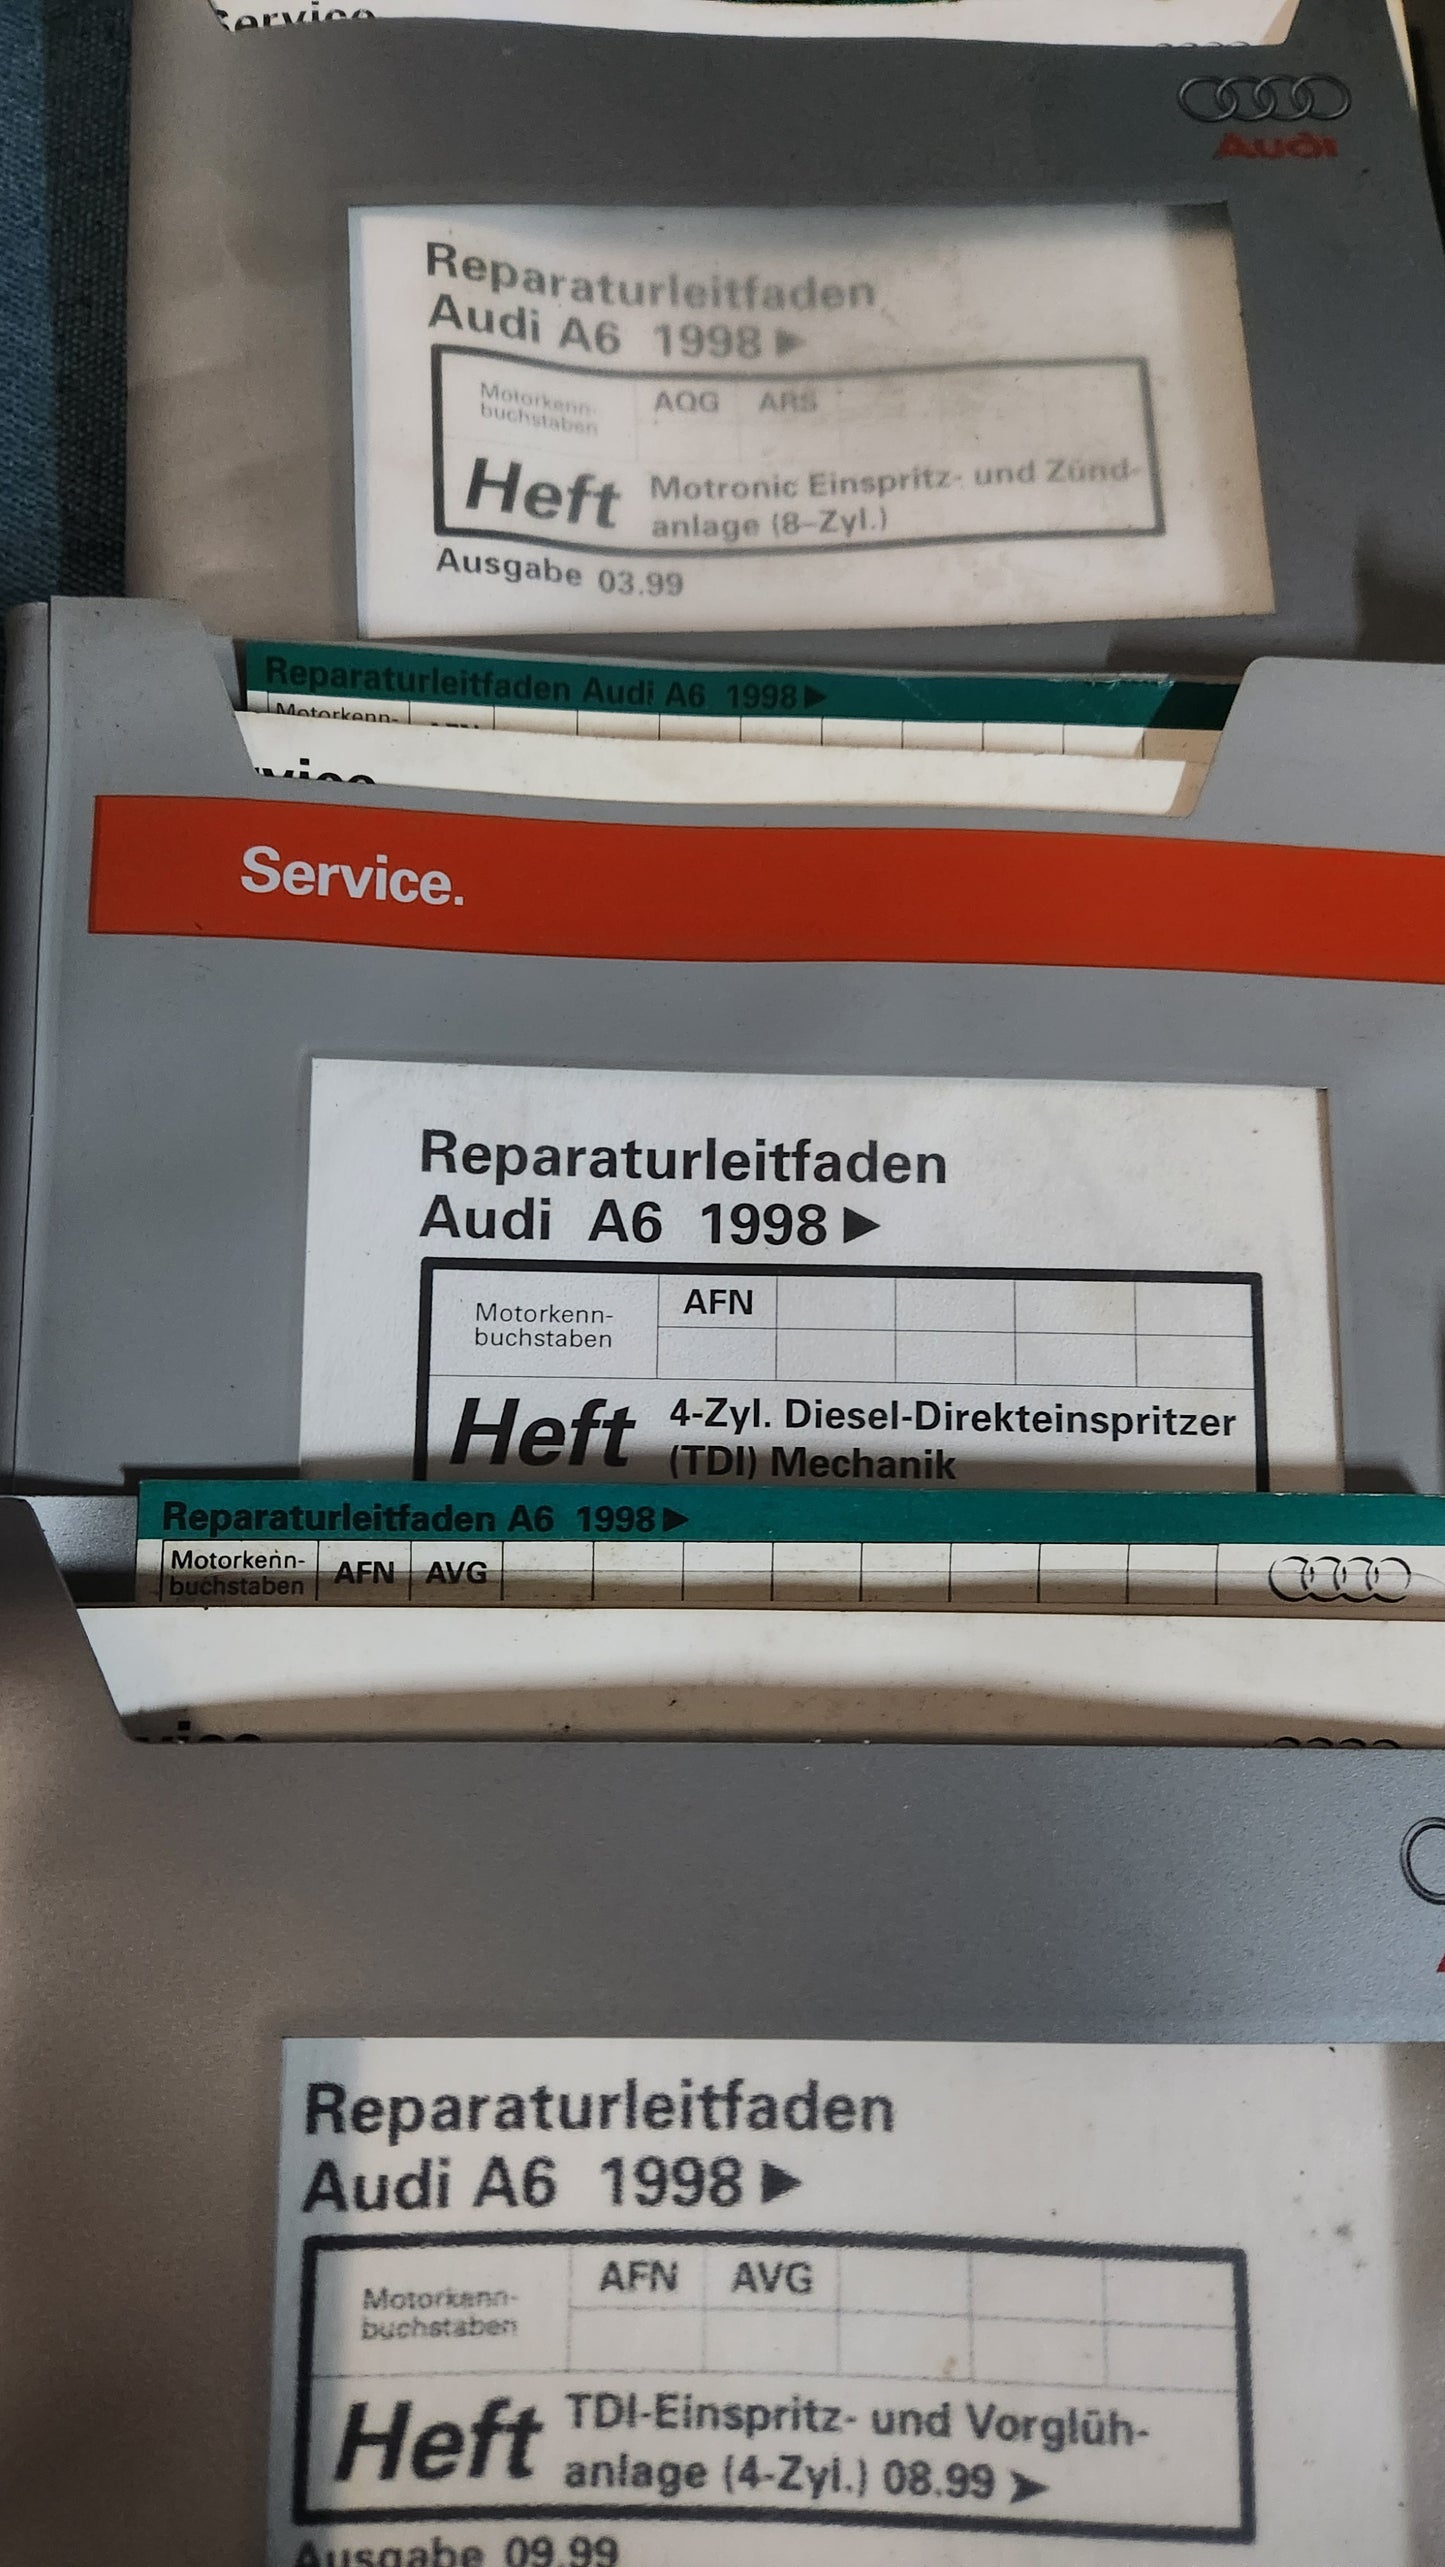 Service
Audi
Reparaturleitfaden
Audi A6 1998 ▶
Motorkenn-
buchstaben
AQG ARS
Heft
Motronic Einspritz- und Zünd-
anlage (8-Zyl.)
Ausgabe 03.99
Reparaturleitfaden Audi A6 1998 ▶
Motorkenn- AFN
Service.
Reparaturleitfaden
Audi A6 1998 ▶
Motorkenn-
buchstaben
AFN
Heft
4-Zyl. Diesel-Direkteinspritzer
(TDI) Mechanik
Reparaturleitfaden A6 1998 ▶
Motorkenn-
buchstaben
AFN AVG
Reparaturleitfaden
Audi A6 1998 ▶
Motorkenn-
buchstaben
AFN AVG
Heft
TDI-Einspritz- und Vorglüh-
anlage (4-Zyl.) 08.99 ➤
Ausgabe 09.99